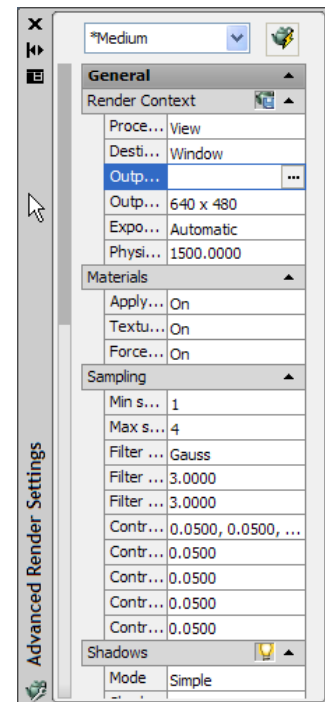 *Medium
General
Render Context
Proce... View
Desti... Window
Outp...
Outp... 640 x 480
Expo... Automatic
Physi... 1500.0000
Materials
Apply... On
Textu... On
Force... On
Sampling
Min s... 1
Max s... 4
Filter ... Gauss
Filter ... 3.0000
Filter ... 3.0000
Contr... 0.0500, 0.0500, ...
Contr... 0.0500
Contr... 0.0500
Contr... 0.0500
Contr... 0.0500
Shadows
Mode Simple
Advanced Render Settings